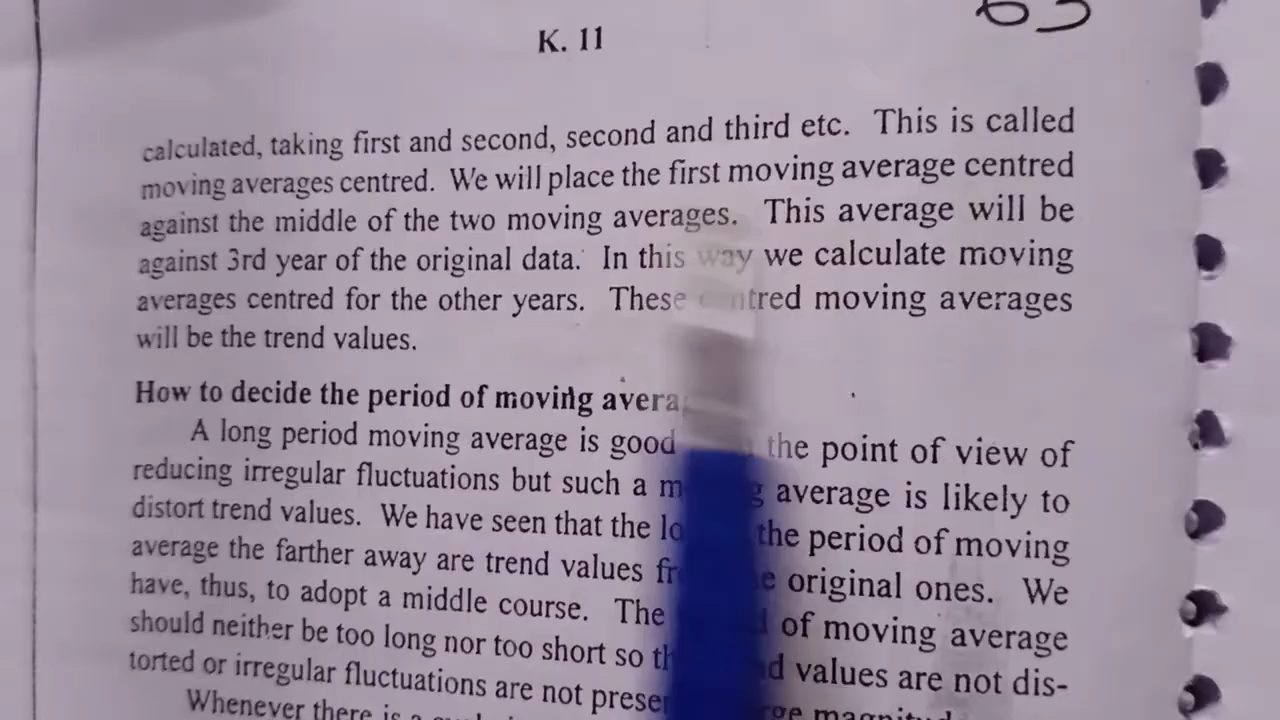 K. 11
calculated, taking first and second, second and third etc. This is called
moving averages centred. We will place the first moving average centred
against the middle of the two moving averages. This average will be
against 3rd year of the original data. In this way we calculate moving
averages centred for the other years. These centred moving averages
will be the trend values.
How to decide the period of moving
A long period moving average is good the point of view of
reducing irregular fluctuations but such a average is likely to
distort trend values. We have seen that the the period of moving
average the farther away are trend values original ones. We
have, thus, to adopt a middle course. The of moving average
should neither be too long nor too short so values are not dis-
torted or irregular fluctuations are not
Whenever there is a